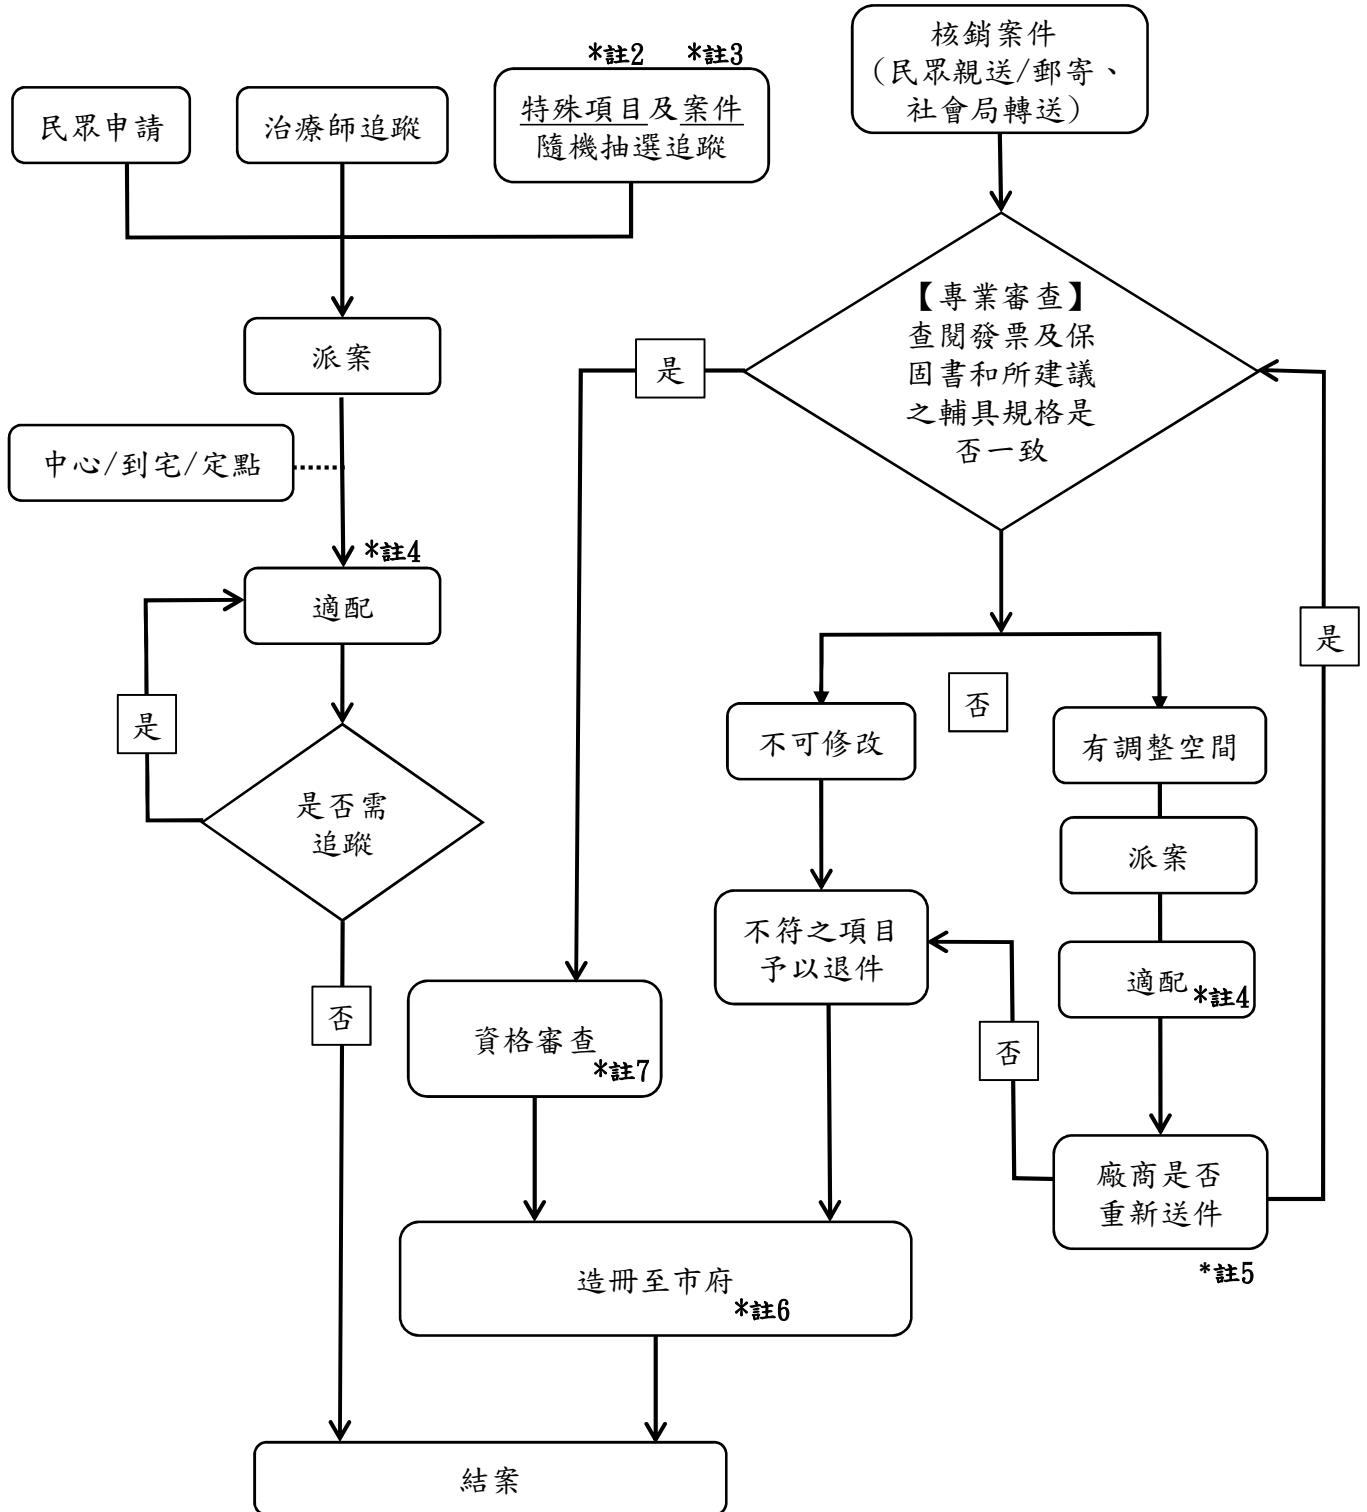 民眾申請
治療師追蹤
*註2
*註3
特殊項目及案件
隨機抽選追蹤
派案
中心/到宅/定點
*註4
適配
是
是否需
追蹤
否
核銷案件
(民眾親送/郵寄、
社會局轉送)
【專業審查】
查閱發票及保
固書和所建議
之輔具規格是
否一致
是
否
不可修改
有調整空間
派案
適配
*註4
不符之項目
予以退件
否
是
廠商是否
重新送件
*註5
資格審查
*註7
造冊至市府
*註6
結案